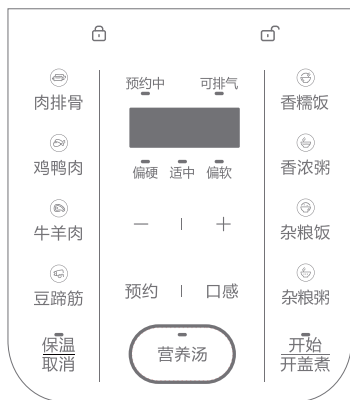 预约中 可排气
肉排骨 香糯饭
偏硬 适中 偏软
鸡鸭肉 香浓粥
— | +
牛羊肉 杂粮饭
预约 | 口感
豆蹄筋 杂粮粥
保温
取消
营养汤
开始
开盖煮